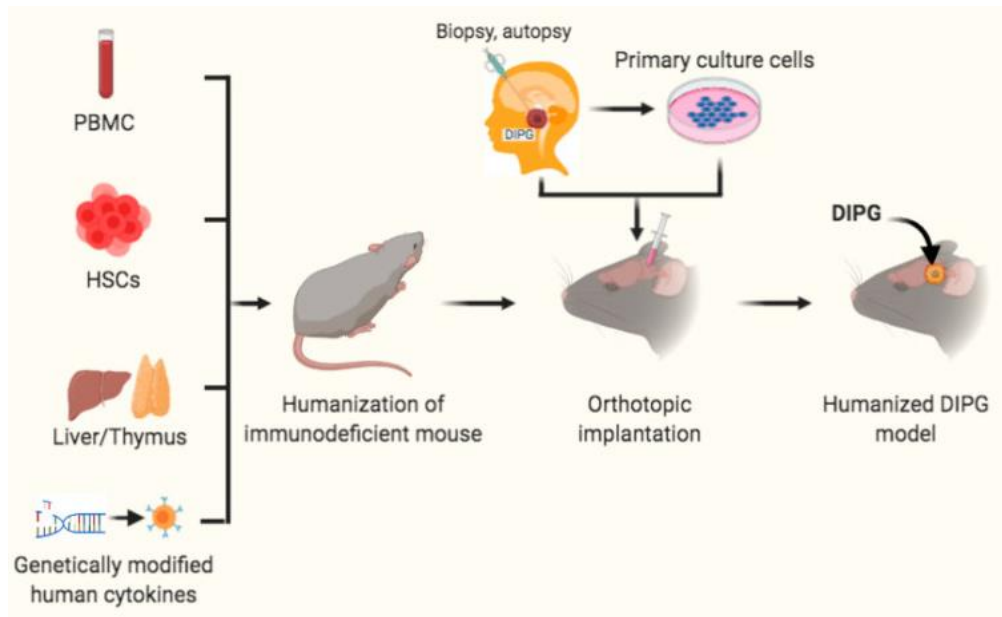 Biopsy, autopsy
Primary culture cells
DIPG
PBMC
HSCs
Liver/Thymus
Genetically modified
human cytokines
Humanization of
immunodeficient mouse
Orthotopic
implantation
DIPG
Humanized DIPG
model